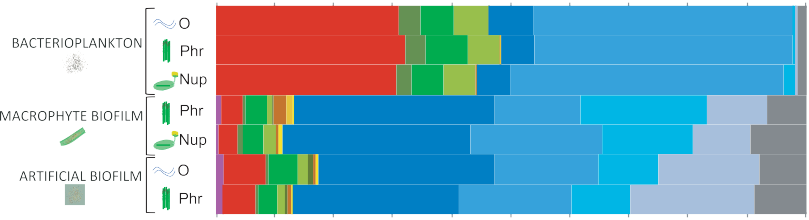 BACTERIOPLANKTON
O
Phr
Nup
MACROPHYTE BIOFILM
Phr
Nup
ARTIFICIAL BIOFILM
O
Phr